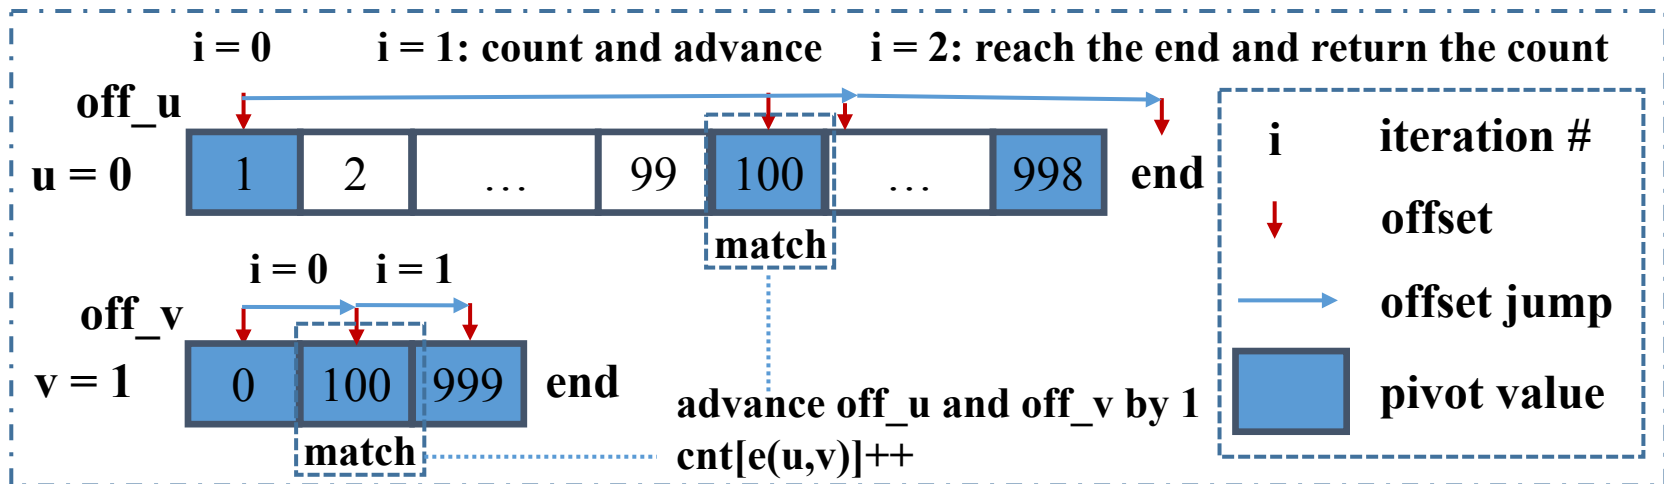 i = 0 i = 1: count and advance i = 2: reach the end and return the count
off_u
u = 0 1 2 … 99 100 … 998 end
match
i = 0 i = 1
off_v
v = 1 0 100 999 end
match
advance off_u and off_v by 1
cnt[e(u,v)]++
i iteration #
offset
offset jump
pivot value